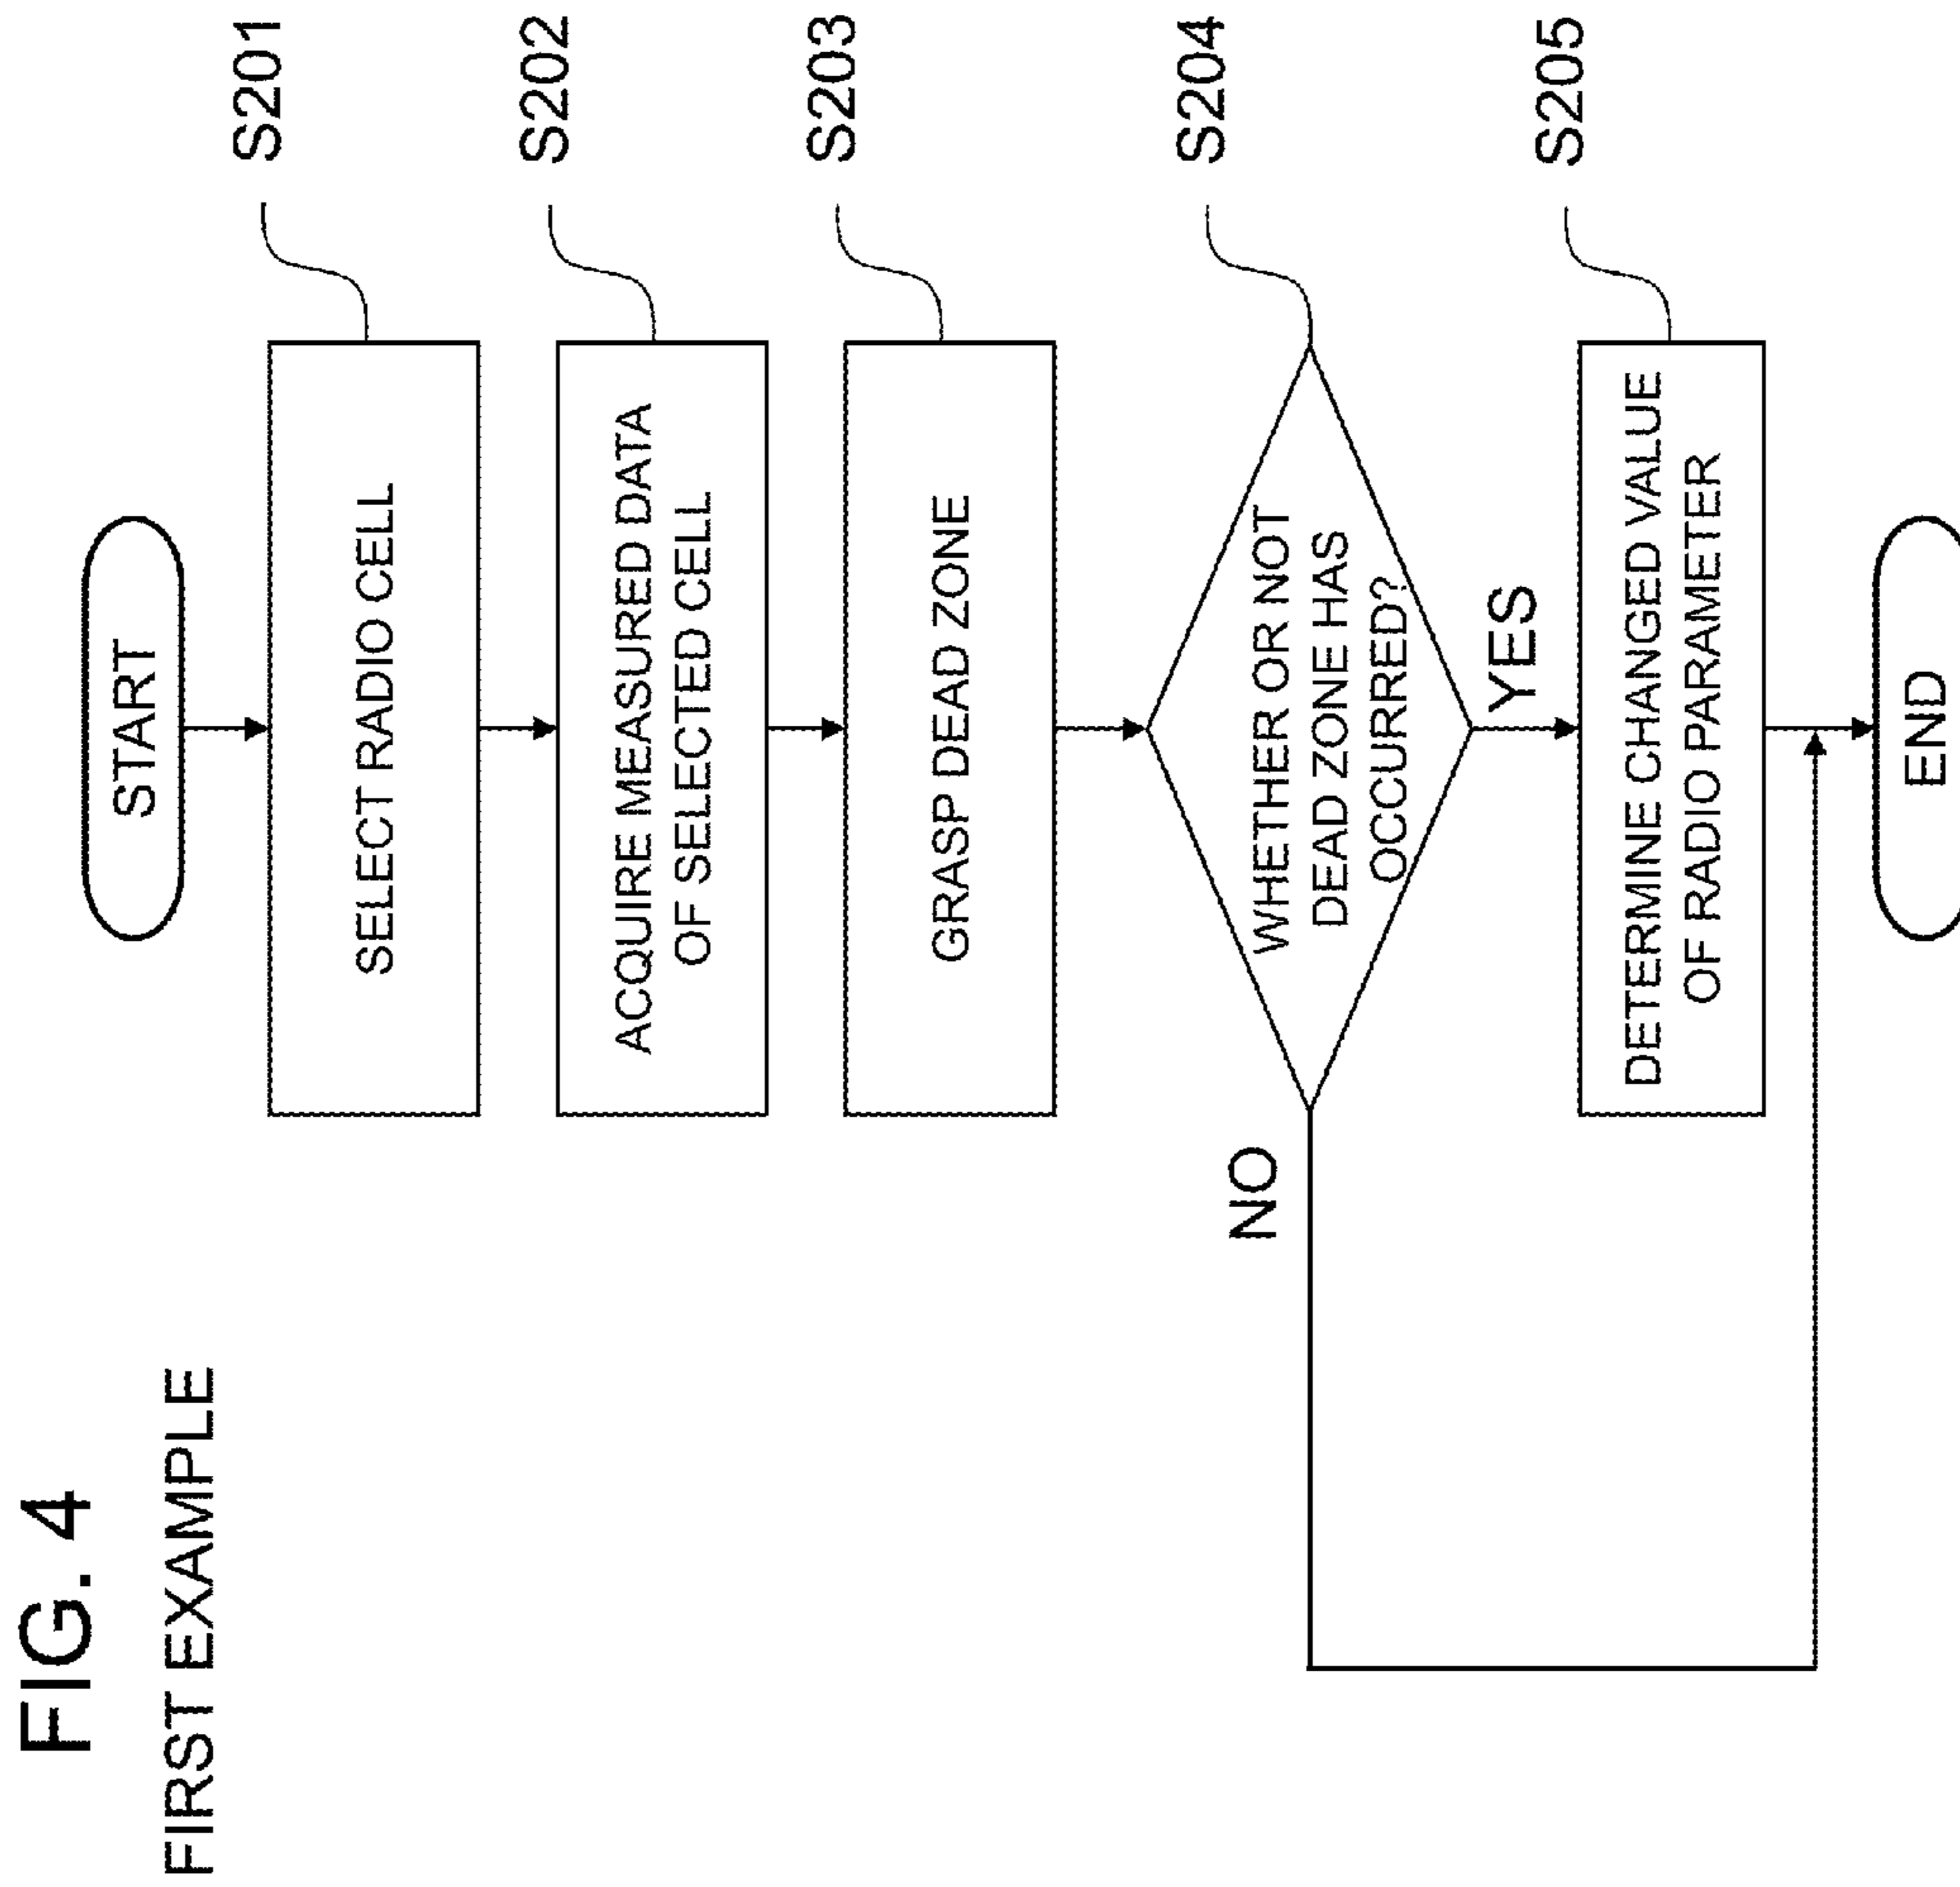 FIG. 4
FIRST EXAMPLE
START
SELECT RADIO CELL
S201
ACQUIRE MEASURED DATA
OF SELECTED CELL
S202
GRASP DEAD ZONE
S203
WHETHER OR NOT
DEAD ZONE HAS
OCCURRED?
S204
NO
YES
DETERMINE CHANGED VALUE
OF RADIO PARAMETER
S205
END